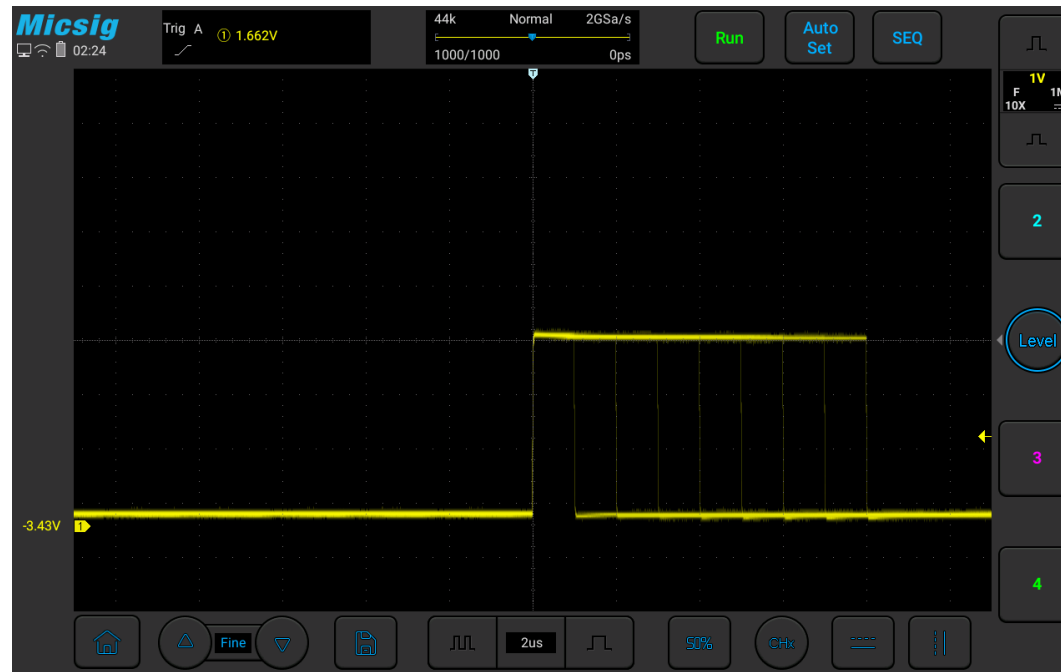 Micsig
02:24
Trig A ① 1.662V
44k Normal 2GSa/s
1000/1000 0ps
Run
Auto
Set
SEQ
T
1V
F 1M
10X
2
Level
3
4
-3.43V 1
Fine
2us
50%
CHx